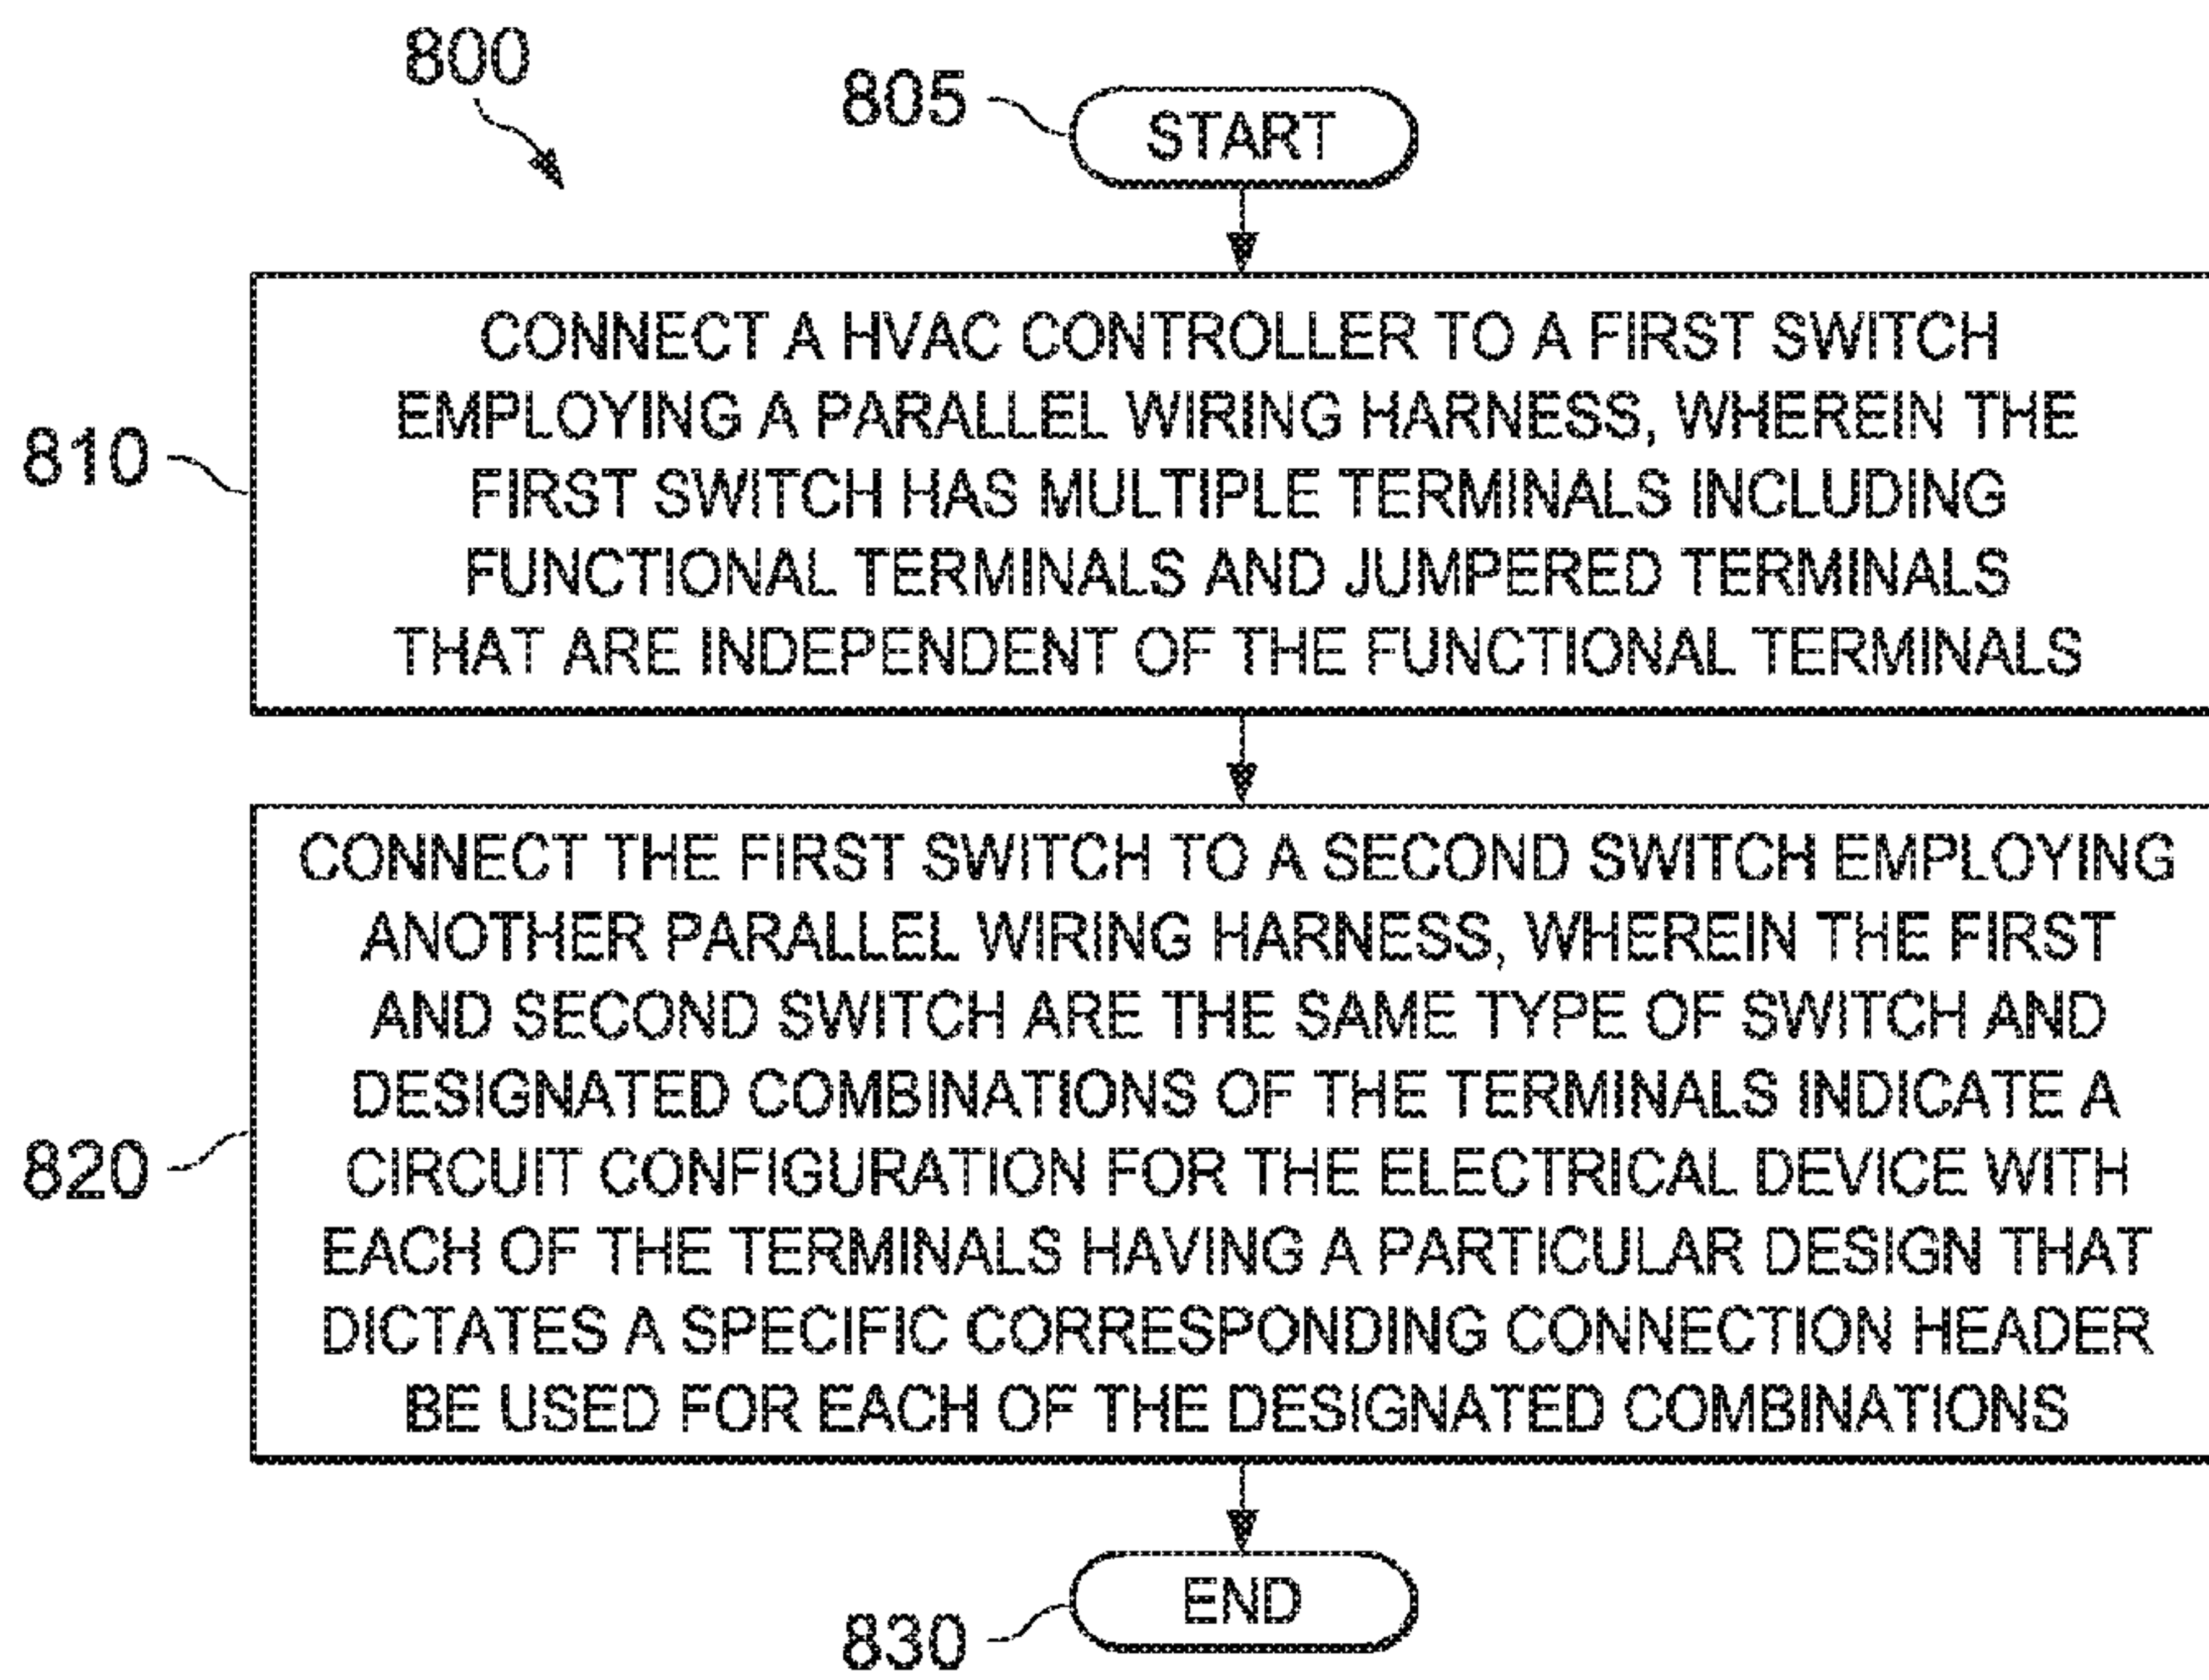 800
805
START
CONNECT A HVAC CONTROLLER TO A FIRST SWITCH
EMPLOYING A PARALLEL WIRING HARNESS, WHEREIN THE
FIRST SWITCH HAS MULTIPLE TERMINALS INCLUDING
FUNCTIONAL TERMINALS AND JUMPERED TERMINALS
THAT ARE INDEPENDENT OF THE FUNCTIONAL TERMINALS
810
CONNECT THE FIRST SWITCH TO A SECOND SWITCH EMPLOYING
ANOTHER PARALLEL WIRING HARNESS, WHEREIN THE FIRST
AND SECOND SWITCH ARE THE SAME TYPE OF SWITCH AND
DESIGNATED COMBINATIONS OF THE TERMINALS INDICATE A
CIRCUIT CONFIGURATION FOR THE ELECTRICAL DEVICE WITH
EACH OF THE TERMINALS HAVING A PARTICULAR DESIGN THAT
DICTATES A SPECIFIC CORRESPONDING CONNECTION HEADER
BE USED FOR EACH OF THE DESIGNATED COMBINATIONS
820
END
830